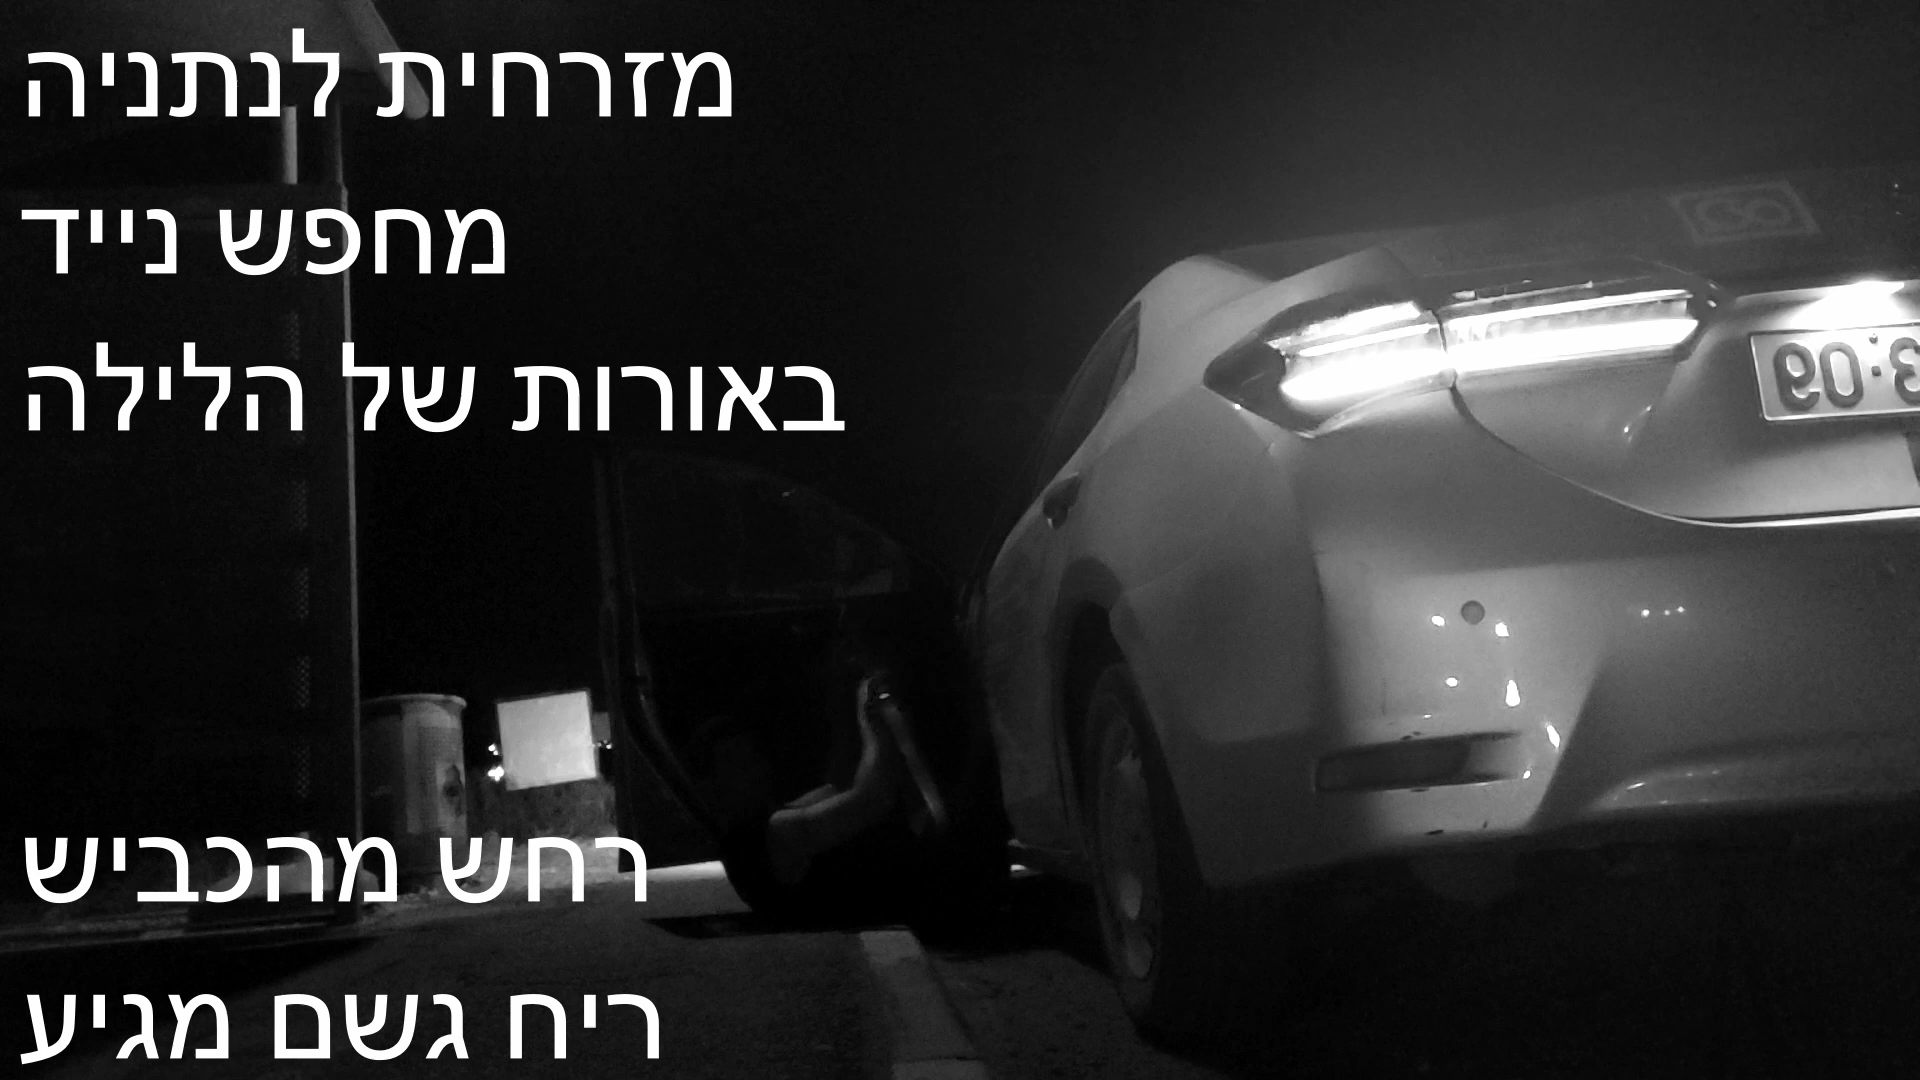 מזרחית לנתניה
מחפש נייד
באורות של הלילה
רחש מהכביש
ריח גשם מגיע